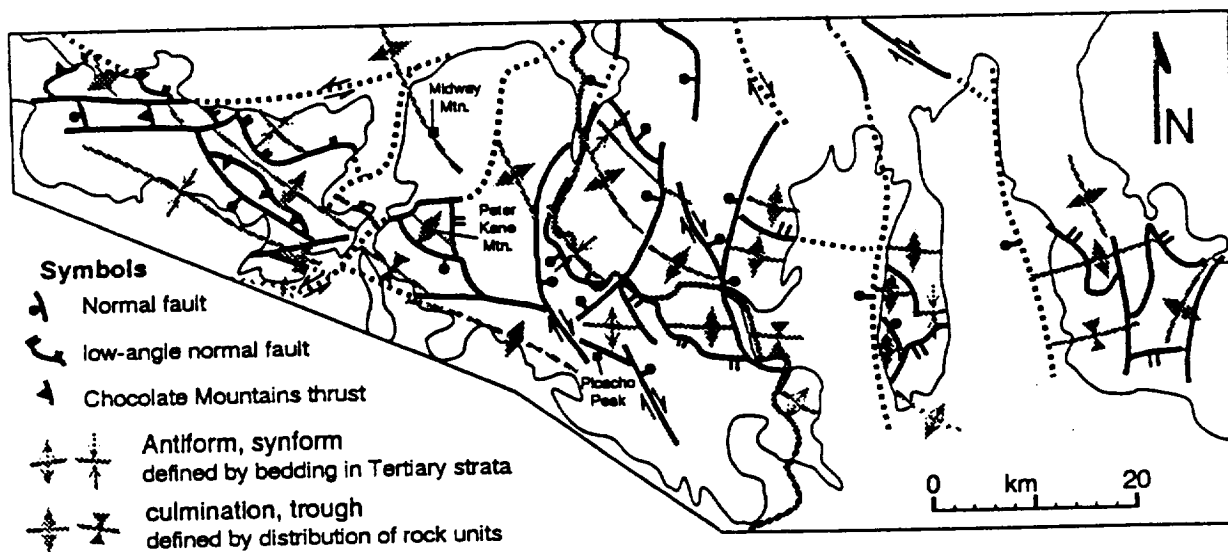 Midway
Mtn.
N
Peter
Kane
Mtn.
Symbols
Normal fault
low-angle normal fault
Chocolate Mountains thrust
Picacho
Peak
Antiform, synform
defined by bedding in Tertiary strata
0 km 20
culmination, trough
defined by distribution of rock units